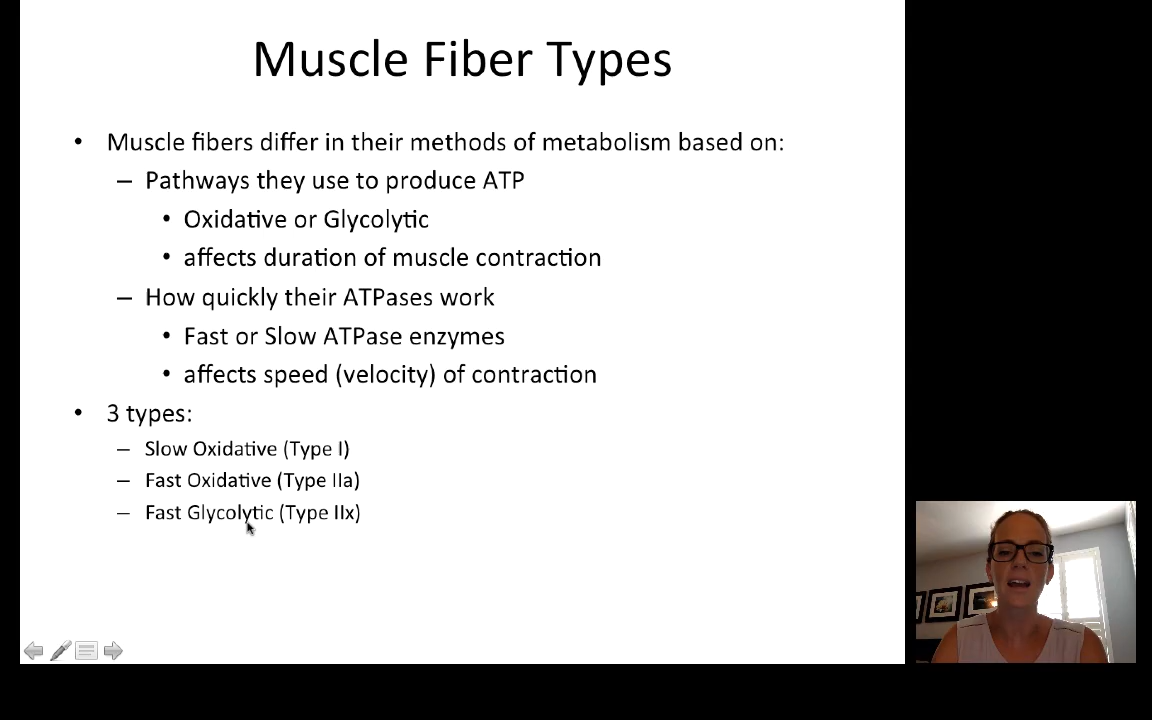 Muscle Fiber Types
• Muscle fibers differ in their methods of metabolism based on:
– Pathways they use to produce ATP
• Oxidative or Glycolytic
• affects duration of muscle contraction
– How quickly their ATPases work
• Fast or Slow ATPase enzymes
• affects speed (velocity) of contraction
• 3 types:
– Slow Oxidative (Type I)
– Fast Oxidative (Type IIa)
– Fast Glycolytic (Type IIx)